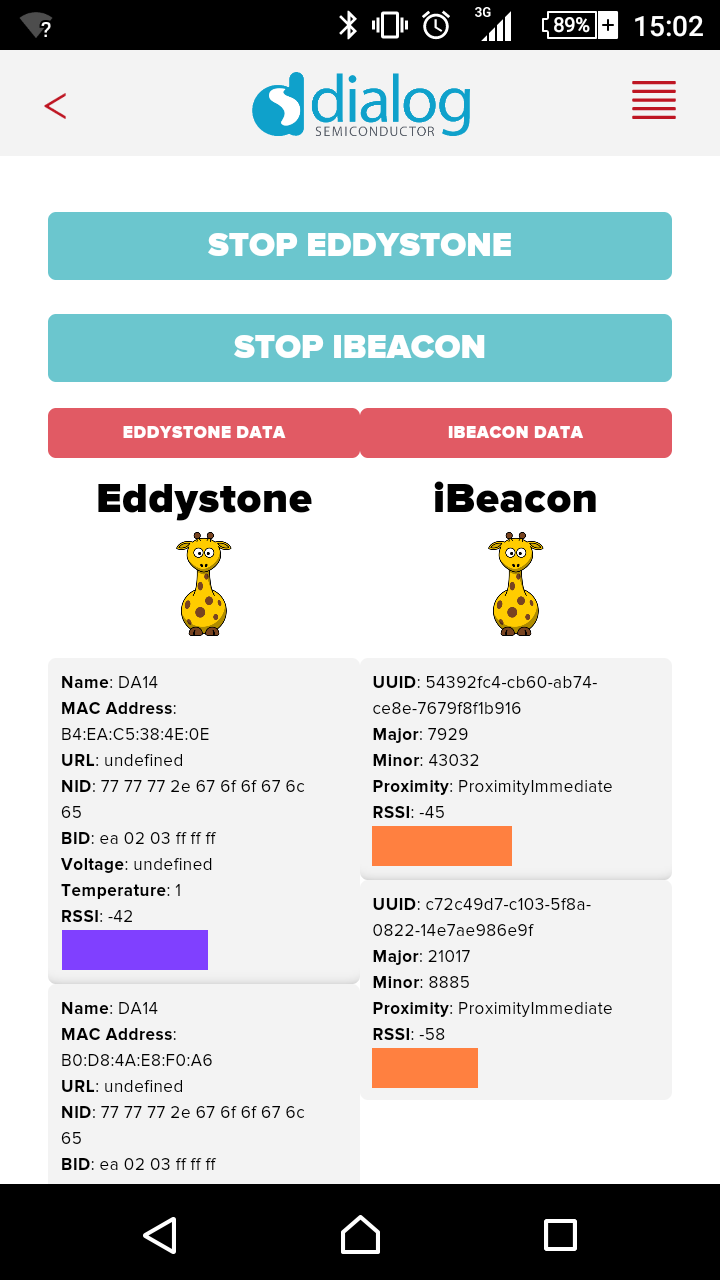 ?
3G
89%
15:02
<
dialog
SEMICONDUCTOR
STOP EDDYSTONE
STOP IBEACON
EDDYSTONE DATA
IBEACON DATA
Eddystone
iBeacon
Name: DA14
MAC Address:
B4:EA:C5:38:4E:0E
URL: undefined
NID: 77 77 77 2e 67 6f 6f 67 6c
65
BID: ea 02 03 ff ff ff
Voltage: undefined
Temperature: 1
RSSI: -42
Name: DA14
MAC Address:
B0:D8:4A:E8:F0:A6
URL: undefined
NID: 77 77 77 2e 67 6f 6f 67 6c
65
BID: ea 02 03 ff ff ff
UUID: 54392fc4-cb60-ab74-
ce8e-7679f8f1b916
Major: 7929
Minor: 43032
Proximity: ProximityImmediate
RSSI: -45
UUID: c72c49d7-c103-5f8a-
0822-14e7ae986e9f
Major: 21017
Minor: 8885
Proximity: ProximityImmediate
RSSI: -58